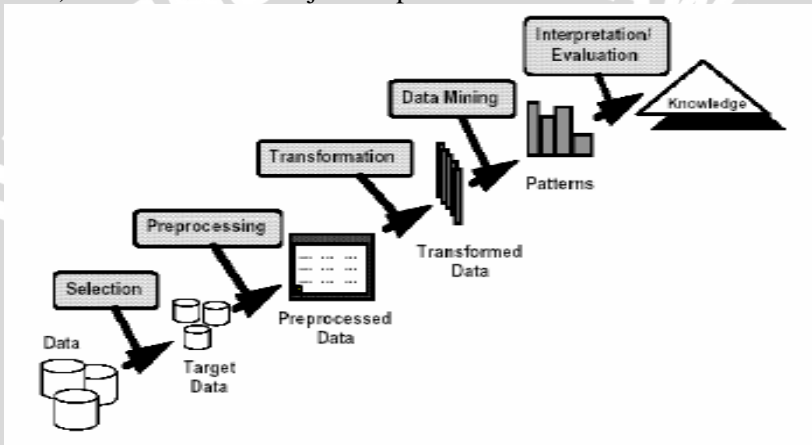 Interpretation/
Evaluation
Data Mining
Knowledge
Transformation
Patterns
Preprocessing
Transformed
Data
Selection
Preprocessed
Data
Data
Target
Data